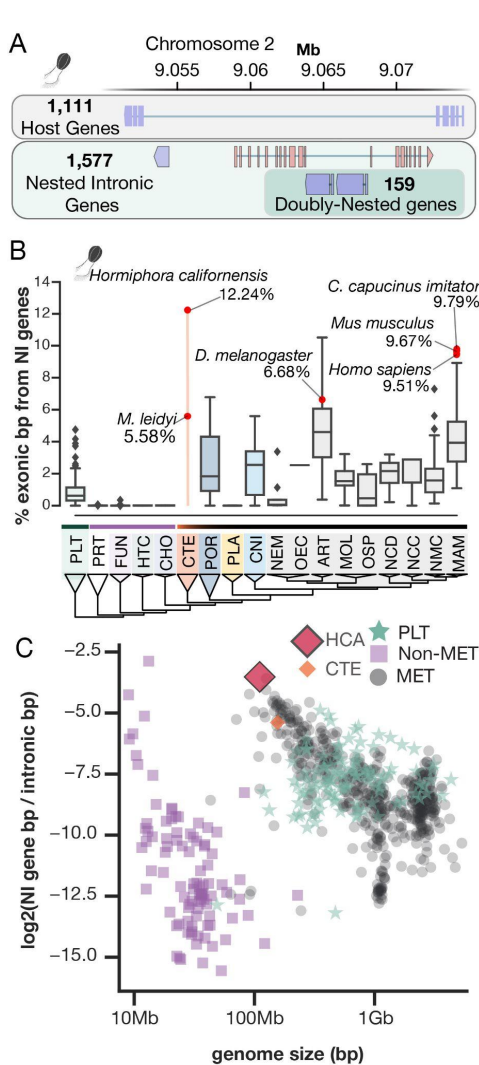 A
Chromosome 2 Mb
9.055 9.06 9.065 9.07
1,111
Host Genes
1,577
Nested Intronic
Genes
159
Doubly-Nested genes
B
Hormiphora californensis
12.24%
C. capucinus imitator
9.79%
Mus musculus
9.67%
D. melanogaster
6.68%
Homo sapiens
9.51%
M. leidyi
5.58%
% exonic bp from NI genes
14
12
10
8
6
4
2
0
PLT PRT FUN HTC CHO CTE POR PLA CNI NEM OEC ART MOL OSP NCD NCC NMC MAM
C
HCA
CTE
PLT
Non-MET
MET
log2(NI gene bp / intronic bp)
−2.5
−5.0
−7.5
−10.0
−12.5
−15.0
10Mb 100Mb 1Gb
genome size (bp)